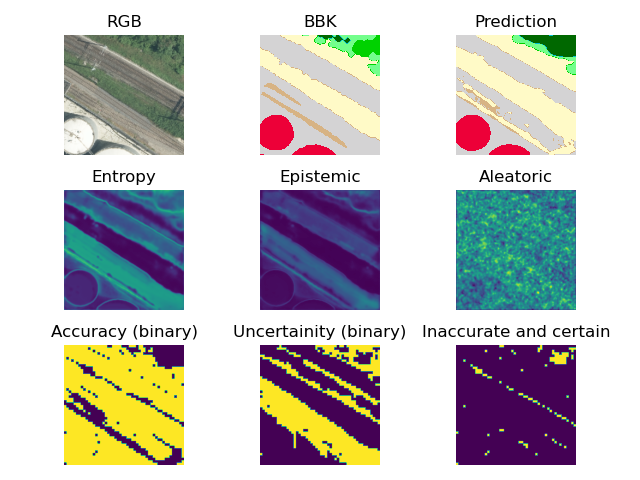 RGB
BBK
Prediction
Entropy
Epistemic
Aleatoric
Accuracy (binary)
Uncertainity (binary)
Inaccurate and certain